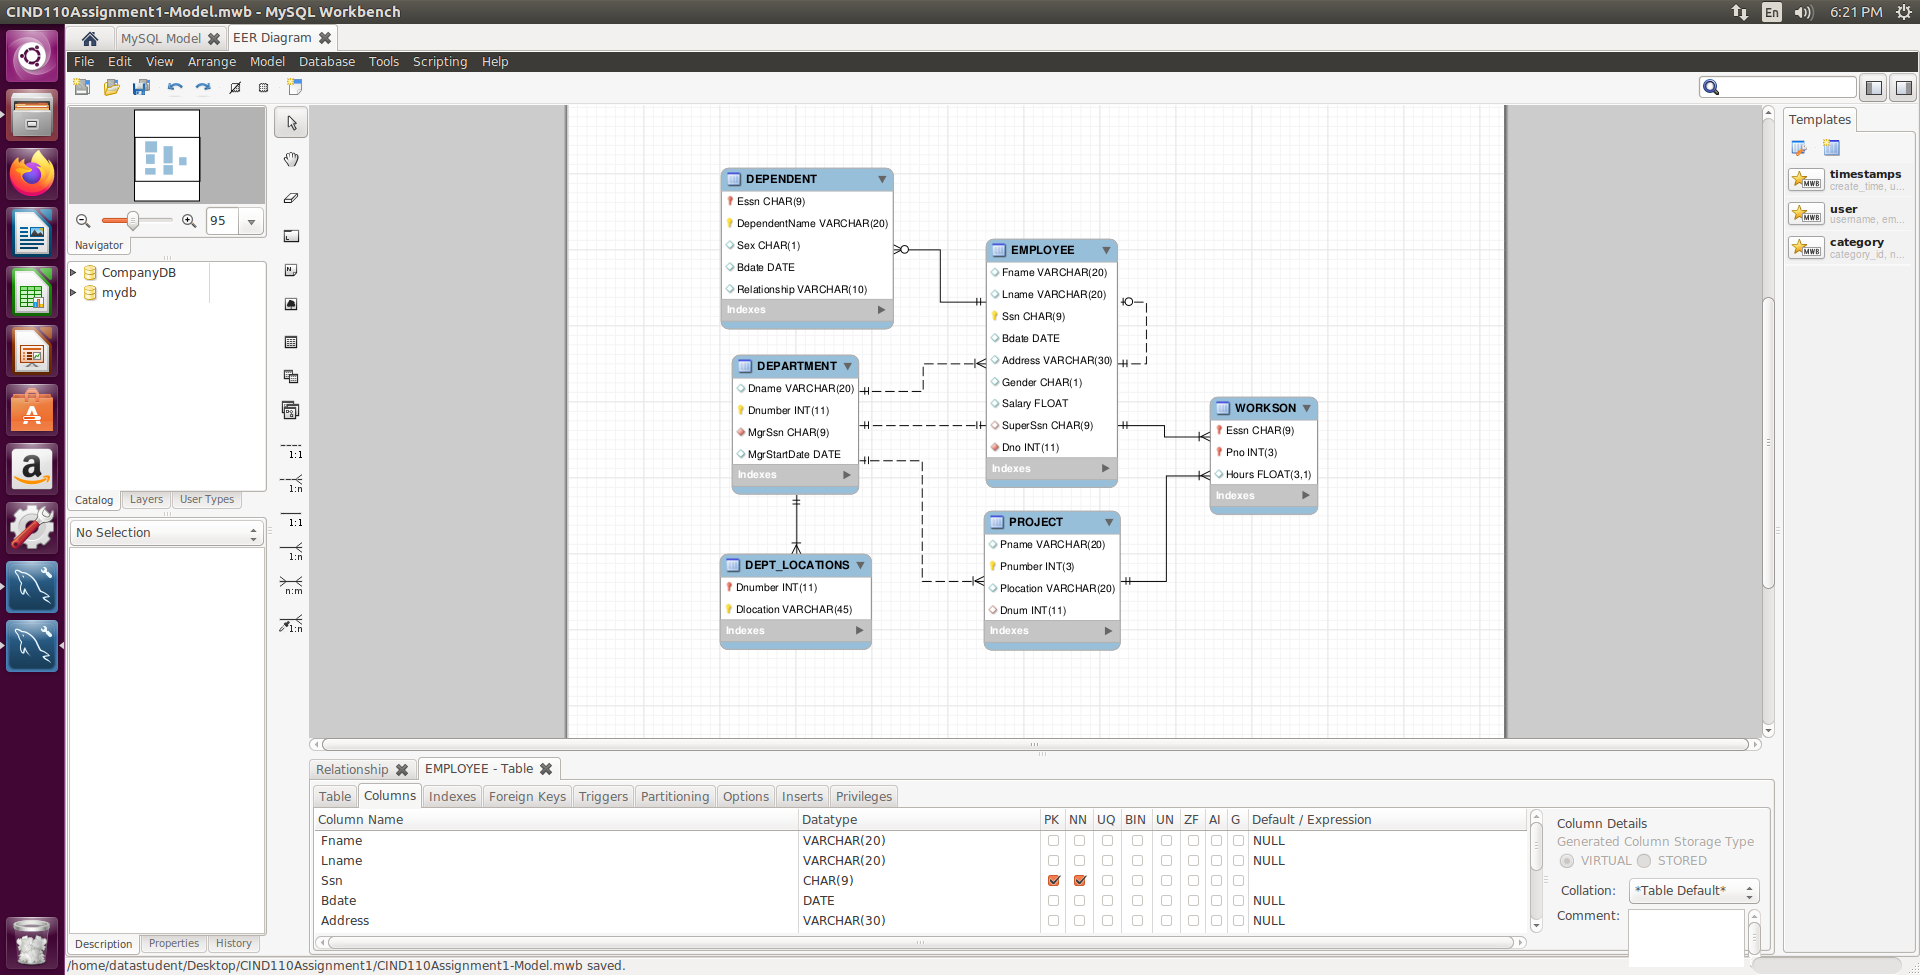 CIND110Assignment1-Model.mwb - MySQL Workbench
En
6:21 PM
MySQL Model
EER Diagram
File Edit View Arrange Model Database Tools Scripting Help
95
Navigator
CompanyDB
mydb
Catalog Layers User Types
No Selection
Description Properties History
1:1
1:n
1:1
1:n
n:m
1:n
DEPENDENT
Essn CHAR(9)
DependentName VARCHAR(20)
Sex CHAR(1)
Bdate DATE
Relationship VARCHAR(10)
Indexes
DEPARTMENT
Dname VARCHAR(20)
Dnumber INT(11)
MgrSsn CHAR(9)
MgrStartDate DATE
Indexes
DEPT_LOCATIONS
Dnumber INT(11)
Dlocation VARCHAR(45)
Indexes
EMPLOYEE
Fname VARCHAR(20)
Lname VARCHAR(20)
Ssn CHAR(9)
Bdate DATE
Address VARCHAR(30)
Gender CHAR(1)
Salary FLOAT
SuperSsn CHAR(9)
Dno INT(11)
Indexes
PROJECT
Pname VARCHAR(20)
Pnumber INT(3)
Plocation VARCHAR(20)
Dnum INT(11)
Indexes
WORKSON
Essn CHAR(9)
Pno INT(3)
Hours FLOAT(3,1)
Indexes
Templates
timestamps
create_time, u...
user
username, em...
category
category_id, n...
Relationship
EMPLOYEE - Table
Table Columns Indexes Foreign Keys Triggers Partitioning Options Inserts Privileges
Column Name Datatype PK NN UQ BIN UN ZF AI G Default / Expression
Fname VARCHAR(20) NULL
Lname VARCHAR(20) NULL
Ssn CHAR(9)
Bdate DATE NULL
Address VARCHAR(30) NULL
Column Details
Generated Column Storage Type
VIRTUAL STORED
Collation: *Table Default*
Comment:
/home/datastudent/Desktop/CIND110Assignment1/CIND110Assignment1-Model.mwb saved.